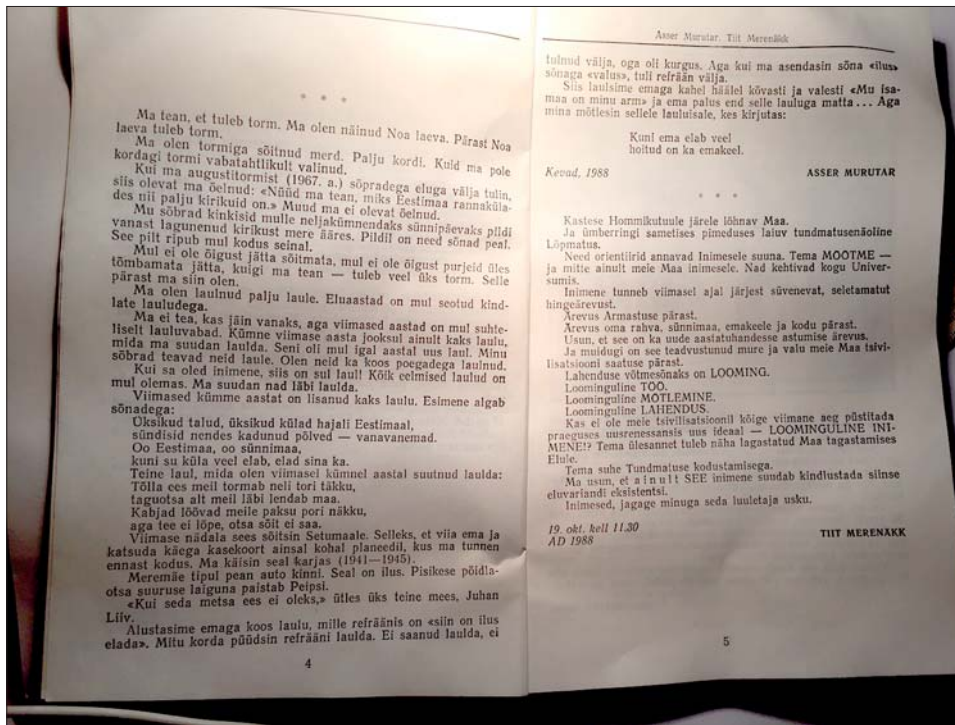 * * *
Ma tean, et tuleb torm. Ma olen näinud Noa laeva. Pärast Noa
laeva tuleb torm.
Ma olen tormiga sõitnud merd. Palju kordi. Kuid ma pole
kordagi tormi vabatahtlikult valinud.
Kui ma augustitormist (1967. a.) sõpradega eluga välja tulin,
siis olevat ma öelnud: «Nüüd ma tean, miks Eestimaa rannaküla-
des nii palju kirikuid on.» Muud ma ei olevat öelnud.
Mu sõbrad kinkisid mulle neljakümnendaks sünnipäevaks pildi
vanast lagunenud kirikust mere ääres. Pildil on need sõnad peal.
See pilt ripub mul kodus seinal.
Mul ei ole õigust jätta sõitmata, mul ei ole õigust purjeid üles
tõmbamata jätta, kuigi ma tean — tuleb veel üks torm. Selle
pärast ma siin olen.
Ma olen laulnud palju laule. Eluaastad on mul seotud kind-
late lauludega.
Ma ei tea, kas jäin vanaks, aga viimased aastad on mul suhte-
liselt lauluvabad. Kümne viimase aasta jooksul ainult kaks laulu,
mida ma suudan laulda. Seni oli mul igal aastal uus laul. Minu
sõbrad teavad neid laule. Olen neid ka koos poegadega laulnud.
Kui sa oled inimene, siis on sul laul! Kõik eelmised laulud on
mul olemas. Ma suudan nad läbi laulda.
Viimased kümme aastat on lisanud kaks laulu. Esimene algab
sõnadega:
Üksikud talud, üksikud külad hajali Eestimaal,
sündisid nendes kadunud põlved — vanavanemad.
Oo Eestimaa, oo sünnimaa,
kuni su küla veel elab, elad sina ka.
Teine laul, mida olen viimasel kümnel aastal suutnud laulda:
Tõlla ees meil tormab neli tori täkku,
taguotsa alt meil läbi lendab maa.
Kabjad löövad meile paksu pori näkku,
aga tee ei lõpe, otsa sõit ei saa.
Viimase nädala sees sõitsin Setumaale. Selleks, et viia ema ja
katsuda käega kasekoort ainsal kohal planeedil, kus ma tunnen
ennast kodus. Ma käisin seal karjas (1941—1945).
Meremäe tipul pean auto kinni. Seal on ilus. Pisikese pöidla-
otsa suuruse laiguna paistab Peipsi.
«Kui seda metsa ees ei oleks,» ütles üks teine mees, Juhan
Liiv.
Alustasime emaga koos laulu, mille refräänis on «siin on ilus
elada». Mitu korda püüdsin refrääni laulda. Ei saanud laulda, ei
4
Asser Murutar. Tiit Merenäkk
tulnud välja, oga oli kurgus. Aga kui ma asendasin sõna «ilus»
sõnaga «valus», tuli refrään välja.
Siis laulsime emaga kahel häälel kõvasti ja valesti «Mu isa-
maa on minu arm» ja ema palus end selle lauluga matta... Aga
mina mõtlesin sellele lauluisale, kes kirjutas:
Kuni ema elab veel
hoitud on ka emakeel.
Kevad, 1988 ASSER MURUTAR
* * *
Kastese Hommikutuule järele lõhnav Maa.
Ja ümberringi sametises pimeduses laiuv tundmatusenäoline
Lõpmatus.
Need orientiirid annavad Inimesele suuna. Tema MÕÕTME —
ja mitte ainult meie Maa inimesele. Nad kehtivad kogu Univer-
sumis.
Inimene tunneb viimasel ajal järjest süvenevat, seletamatut
hingeärevust.
Ärevus Armastuse pärast.
Ärevus oma rahva, sünnimaa, emakeele ja kodu pärast.
Usun, et see on ka uude aastatuhandesse astumise ärevus.
Ja muidugi on see teadvustunud mure ja valu meie Maa tsivi-
lisatsiooni saatuse pärast.
Lahenduse võtmesõnaks on LOOMING.
Loominguline TÖÖ.
Loominguline MÕTLEMINE.
Loominguline LAHENDUS.
Kas ei ole meie tsivilisatsioonil kõige viimane aeg püstitada
praeguses uusrenessansis uus ideaal — LOOMINGULINE INI-
MENE!? Tema ülesannet tuleb näha lagastatud Maa tagastamises
Elule.
Tema suhe Tundmatuse kodustamisega.
Ma usun, et ainult SEE inimene suudab kindlustada siinse
eluvariandi eksistentsi.
Inimesed, jagage minuga seda luuletaja usku.
19. okt. kell 11.30
AD 1988 TIIT MERENÄKK
5